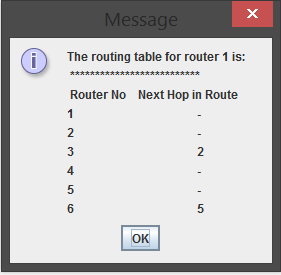 Message
The routing table for router 1 is:
**************************
Router No Next Hop in Route
1 -
2 -
3 2
4 -
5 -
6 5
OK